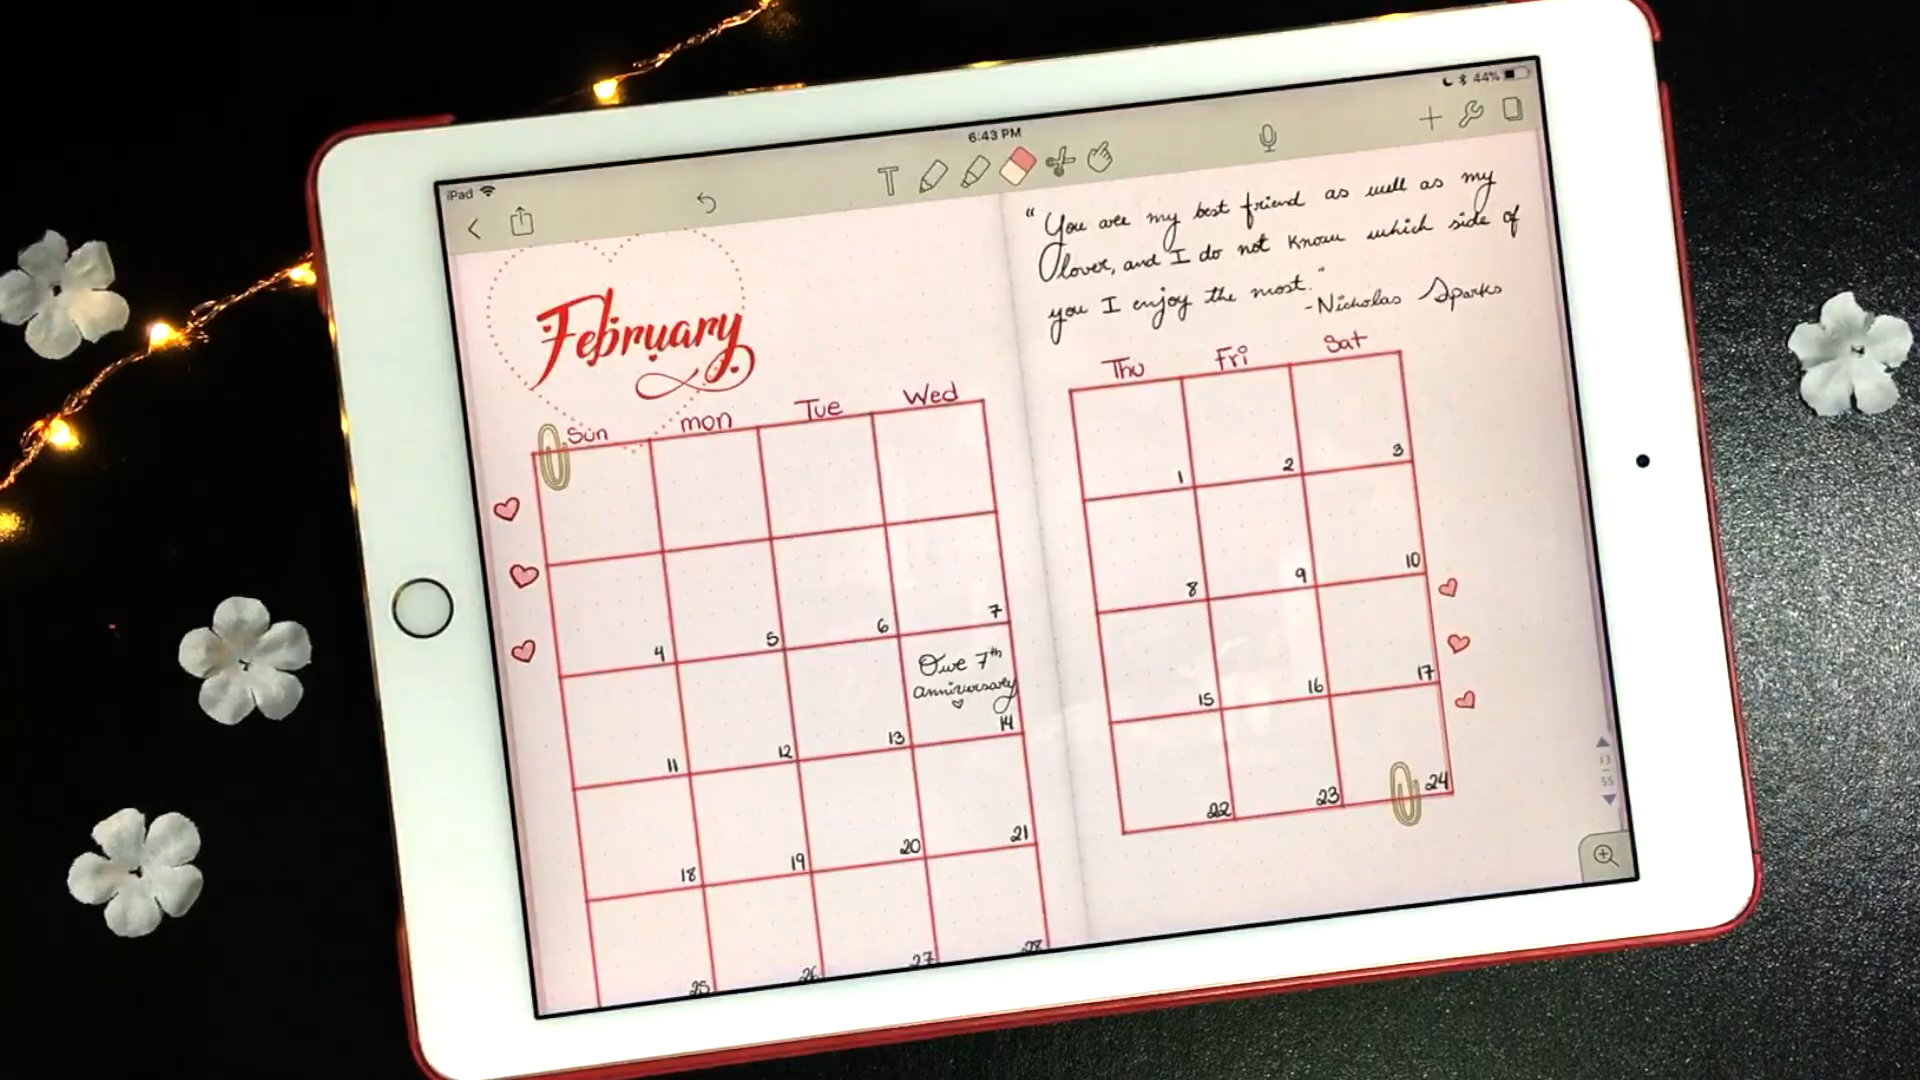 iPad
6:43 PM
44%
T
February
Sun mon Tue Wed
4 5 6 7
Our 7th
anniversary
11 12 13 14
18 19 20 21
25 26 27 28
"You are my best friend as well as my
lover, and I do not know which side of
you I enjoy the most."
-Nicholas Sparks
Thu Fri Sat
1 2 3
8 9 10
15 16 17
22 23 24
13
55